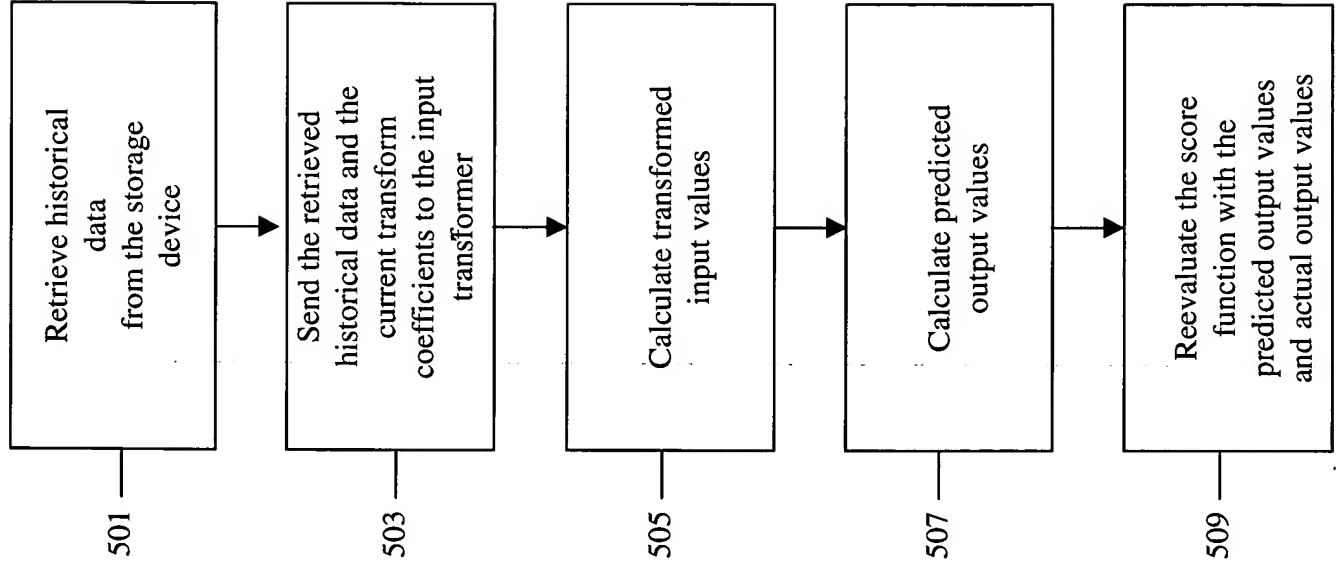 501
Retrieve historical
data
from the storage
device
503
Send the retrieved
historical data and the
current transform
coefficients to the input
transformer
505
Calculate transformed
input values
507
Calculate predicted
output values
509
Reevaluate the score
function with the
predicted output values
and actual output values